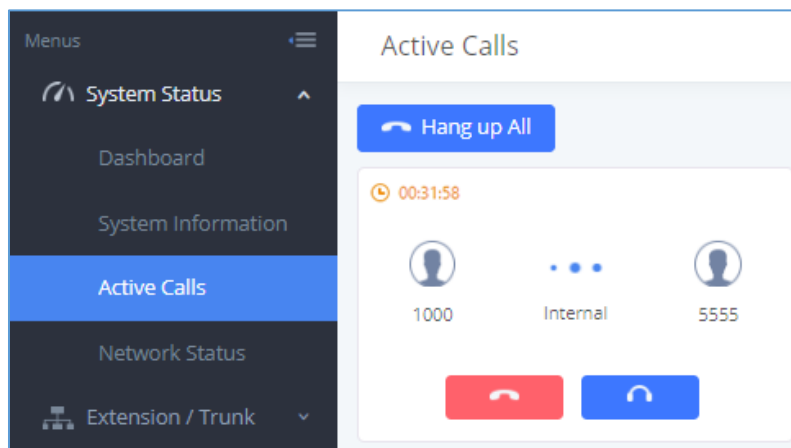 Menus
System Status
Dashboard
System Information
Active Calls
Network Status
Extension / Trunk
Active Calls
Hang up All
00:31:58
1000 Internal 5555